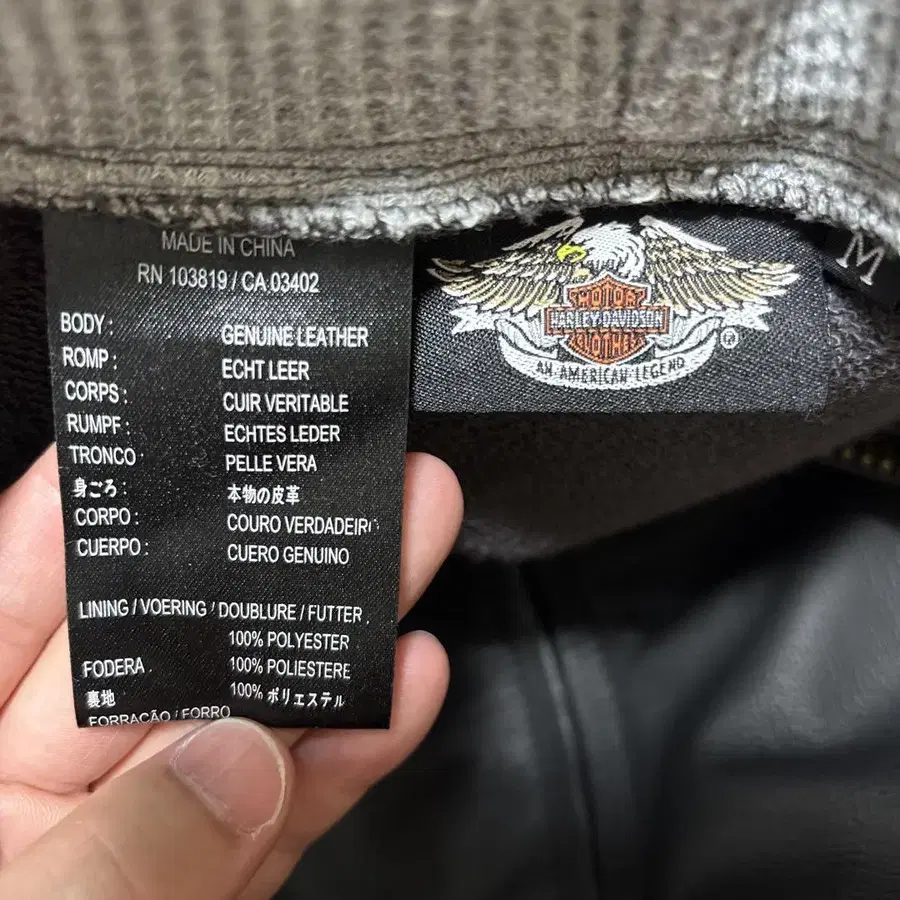 MADE IN CHINA
RN 103819 / CA 03402
BODY : GENUINE LEATHER
ROMP : ECHT LEER
CORPS : CUIR VERITABLE
RUMPF : ECHTES LEDER
TRONCO : PELLE VERA
身ごろ : 本物の皮革
CORPO : COURO VERDADEIRO
CUERPO : CUERO GENUINO
LINING / VOERING / DOUBLURE / FUTTER
100% POLYESTER
FODERA 100% POLIESTERE
裏地 100% ポリエステル
FORRACÃO / FORRO
MOTOR
HARLEY-DAVIDSON
CLOTHES
®
AN AMERICAN LEGEND
M